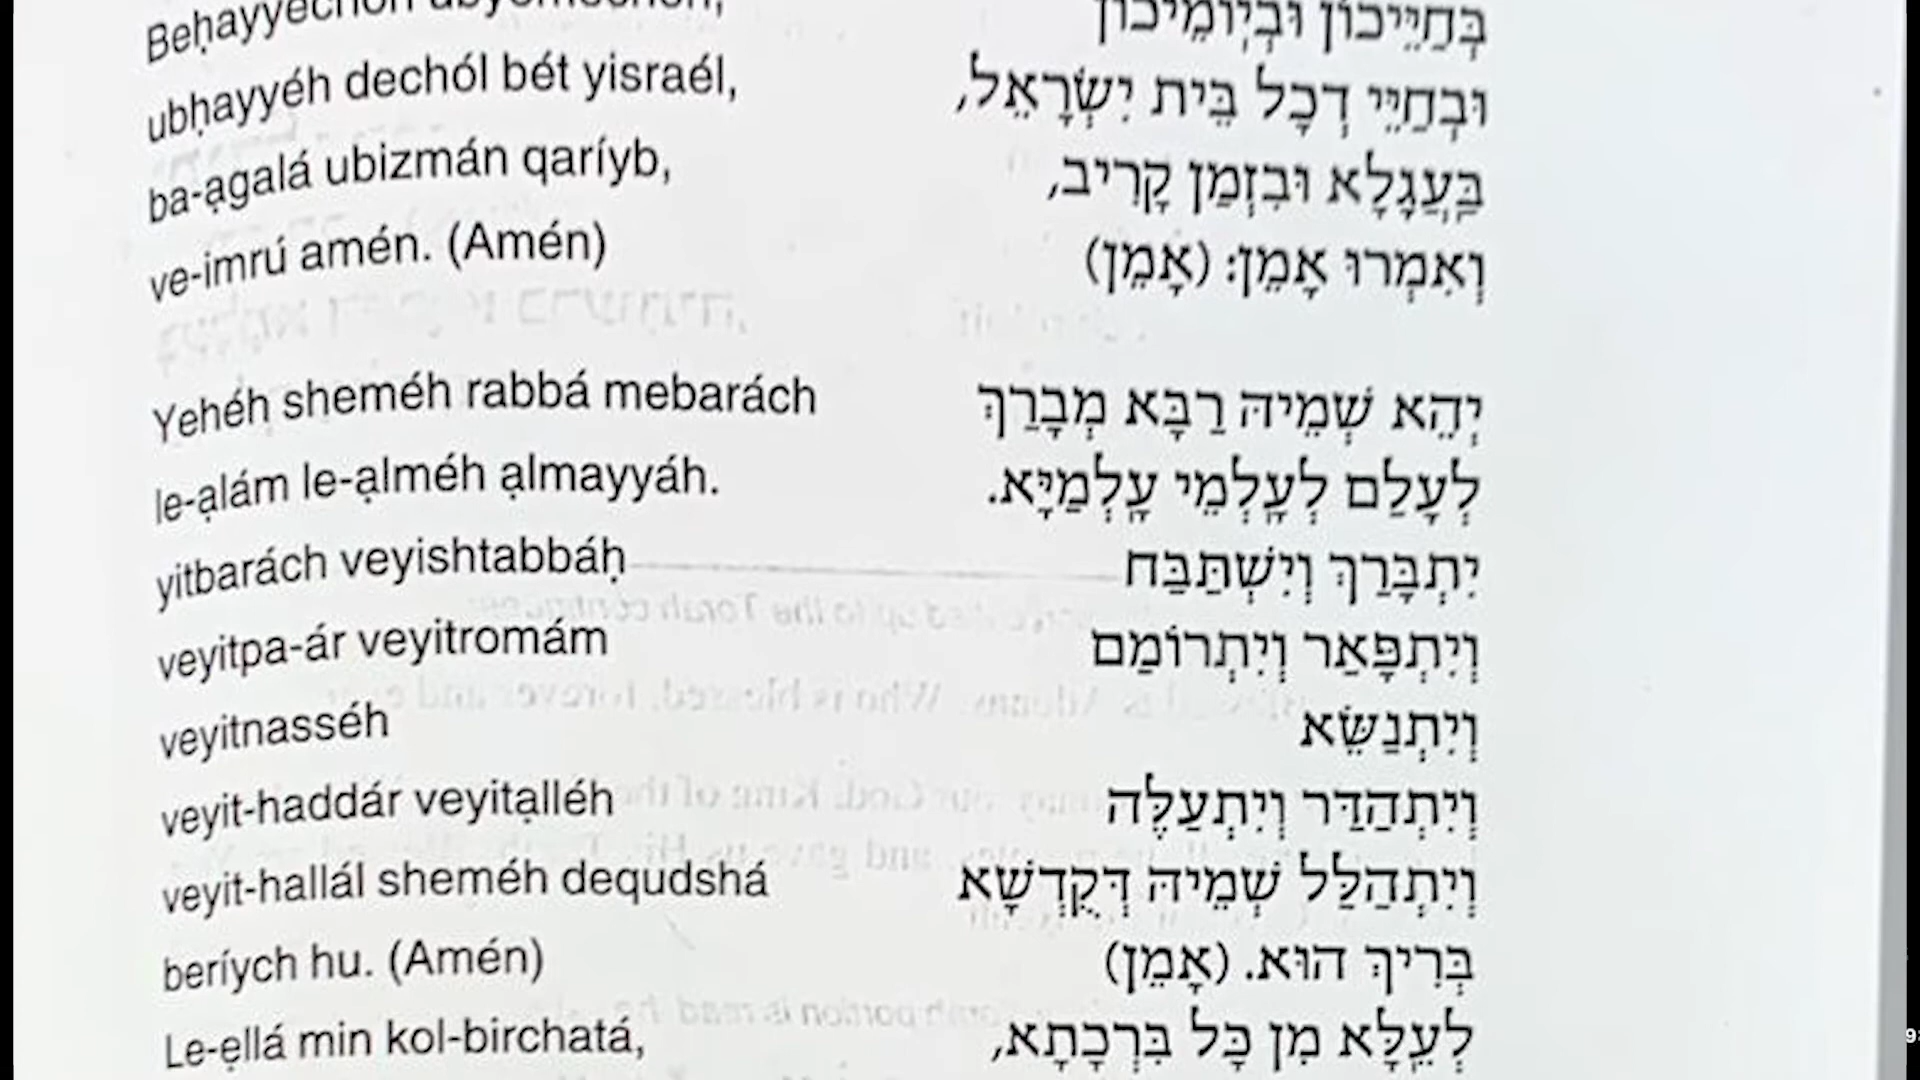 Beḥayyechón ubyomechón,
ubḥayyéh dechól bét yisraél,
ba-ạgalá ubizmán qaríyb,
ve-imrú amén. (Amén)
Yehéh sheméh rabbá mebarách
le-ạlám le-ạlméh ạlmayyáh.
yitbarách veyishtabbáḥ
veyitpa-ár veyitromám
veyitnasséh
veyit-haddár veyitạlléh
veyit-hallál sheméh dequdshá
beríych hu. (Amén)
Le-ẹllá min kol-birchatá,
בְּחַיֵּיכוֹן וּבְיוֹמֵיכוֹן
וּבְחַיֵּי דְכָל בֵּית יִשְׂרָאֵל,
בַּעֲגָלָא וּבִזְמַן קָרִיב,
וְאִמְרוּ אָמֵן: (אָמֵן)
יְהֵא שְׁמֵיהּ רַבָּא מְבָרַךְ
לְעָלַם לְעָלְמֵי עָלְמַיָּא.
יִתְבָּרַךְ וְיִשְׁתַּבַּח
וְיִתְפָּאַר וְיִתְרוֹמַם
וְיִתְנַשֵּׂא
וְיִתְהַדַּר וְיִתְעַלֶּה
וְיִתְהַלַּל שְׁמֵיהּ דְּקֻדְשָׁא
בְּרִיךְ הוּא. (אָמֵן)
לְעֵלָּא מִן כָּל בִּרְכָתָא,